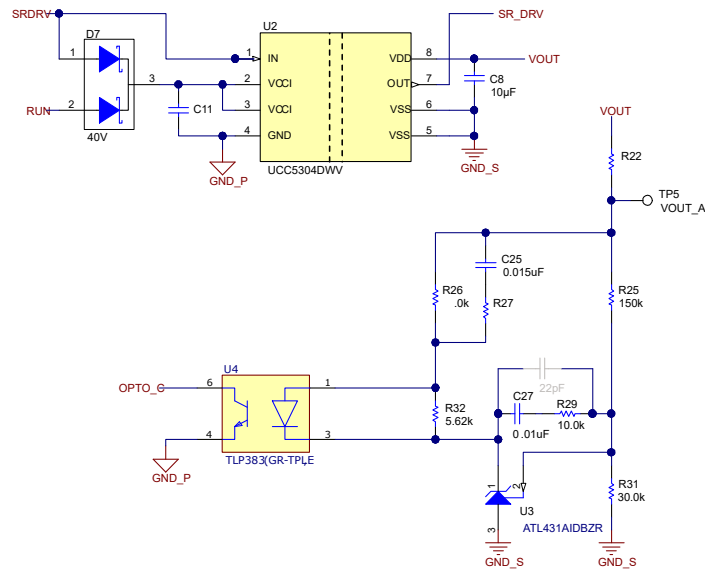 SRDRV
SR_DRV
D7
U2
1
3
2
RUN
40V
C11
GND_P
1
IN
2
VCCI
3
VCCI
4
GND
VDD
8
OUT
7
VSS
6
VSS
5
UCC5304DWV
VOUT
C8
10µF
GND_S
VOUT
R22
TP5
VOUT_A
C25
0.015uF
R26
.0k
R27
R25
150k
U4
OPTO_C
6
1
4
3
TLP383(GR-TPL,E
GND_P
R32
5.62k
22pF
C27
0.01uF
R29
10.0k
1
2
3
U3
ATL431AIDBZR
R31
30.0k
GND_S
GND_S